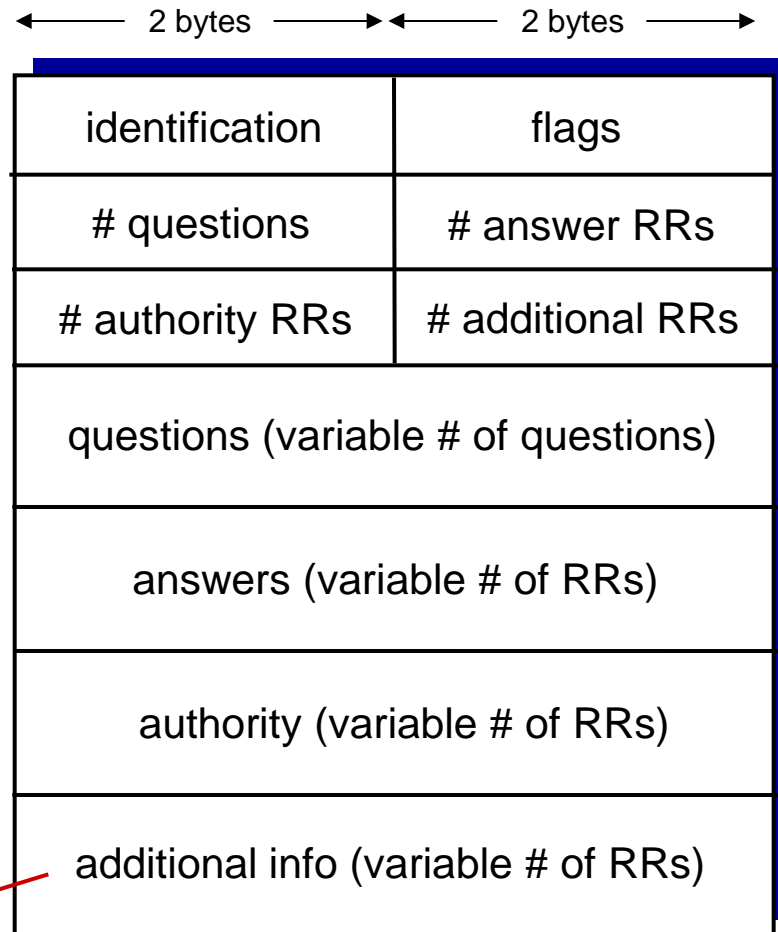 2 bytes 2 bytes
identification flags
# questions # answer RRs
# authority RRs # additional RRs
questions (variable # of questions)
answers (variable # of RRs)
authority (variable # of RRs)
additional info (variable # of RRs)